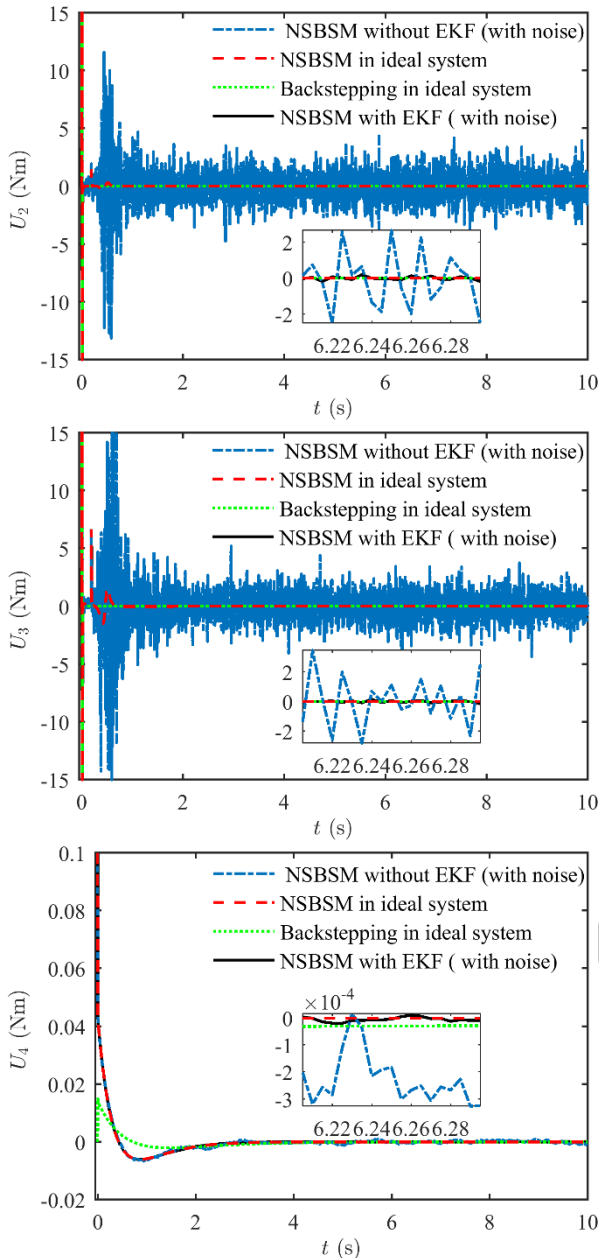 15
10
5
0
-5
-10
-15
U2 (Nm)
NSBSM without EKF (with noise)
NSBSM in ideal system
Backstepping in ideal system
NSBSM with EKF ( with noise)
2
0
-2
6.22 6.24 6.26 6.28
0 2 4 6 8 10
t (s)
15
10
5
0
-5
-10
-15
U3 (Nm)
NSBSM without EKF (with noise)
NSBSM in ideal system
Backstepping in ideal system
NSBSM with EKF ( with noise)
2
0
-2
6.22 6.24 6.26 6.28
0 2 4 6 8 10
t (s)
0.1
0.08
0.06
0.04
0.02
0
-0.02
U4 (Nm)
NSBSM without EKF (with noise)
NSBSM in ideal system
Backstepping in ideal system
NSBSM with EKF ( with noise)
×10-4
0
-1
-2
-3
6.22 6.24 6.26 6.28
0 2 4 6 8 10
t (s)